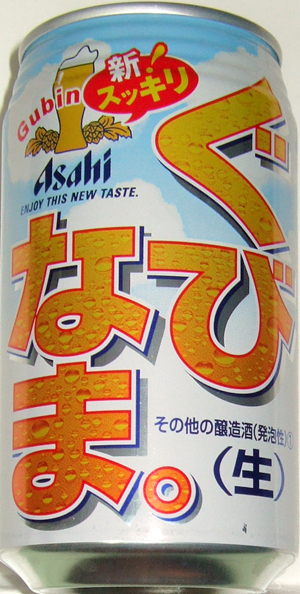 Gubin
新!
スッキリ
Asahi
ENJOY THIS NEW TASTE.
ぐび
なま。
その他の醸造酒(発泡性)①
(生)